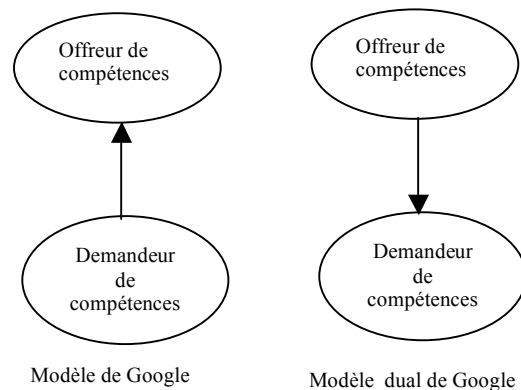 Offreur de
compétences
Demandeur
de
compétences
Modèle de Google
Offreur de
compétences
Demandeur
de
compétences
Modèle dual de Google